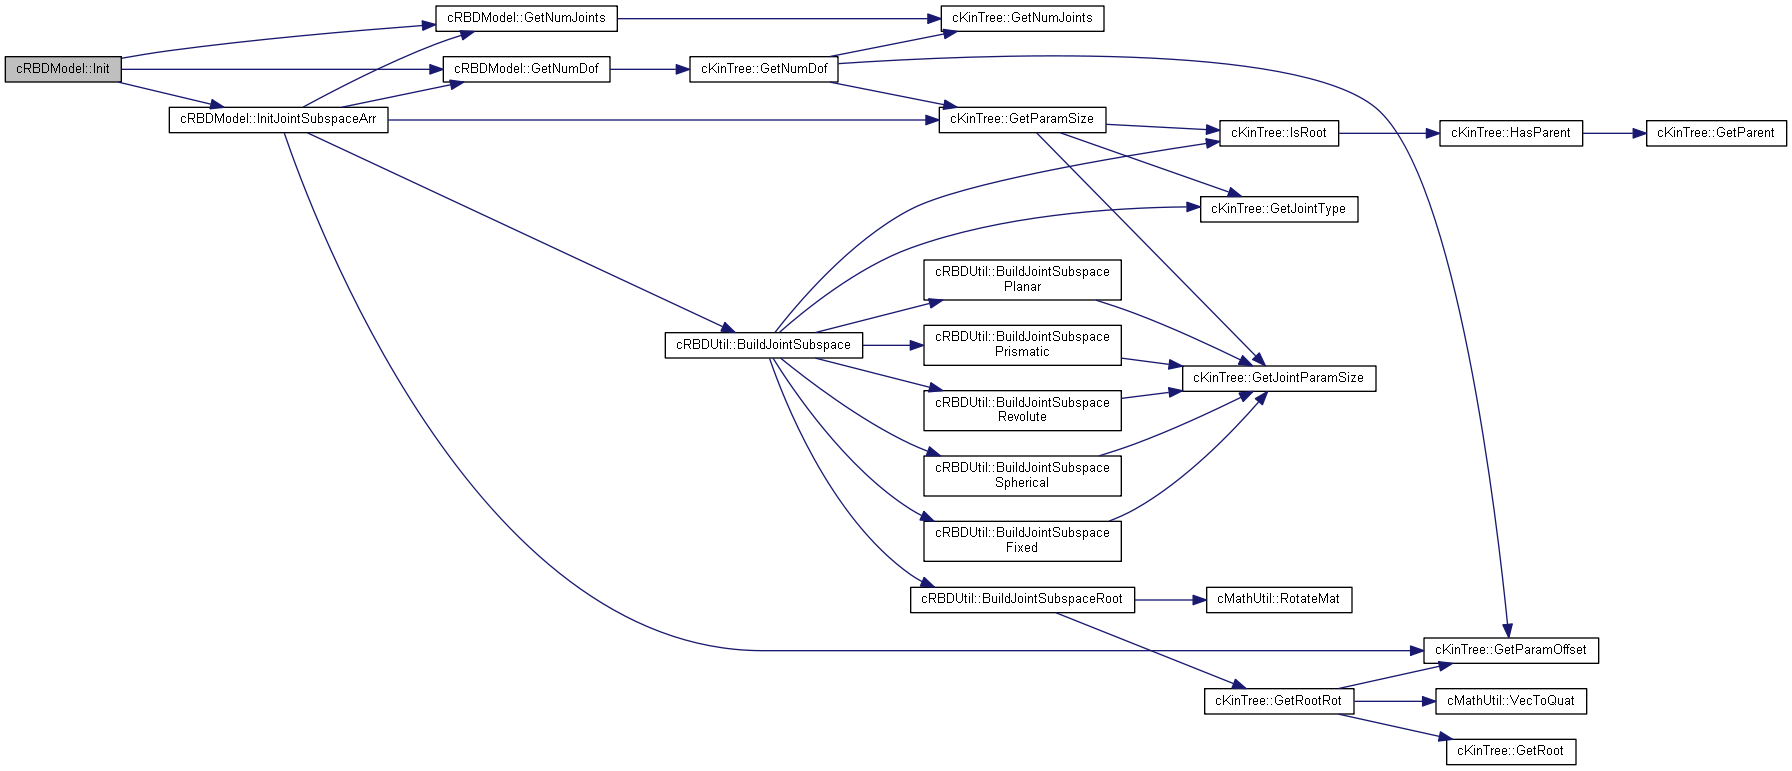 cRBDModel::Init
cRBDModel::GetNumJoints
cKinTree::GetNumJoints
cRBDModel::GetNumDof
cKinTree::GetNumDof
cRBDModel::InitJointSubspaceArr
cKinTree::GetParamSize
cKinTree::IsRoot
cKinTree::HasParent
cKinTree::GetParent
cKinTree::GetJointType
cRBDUtil::BuildJointSubspace
cRBDUtil::BuildJointSubspace
Planar
cRBDUtil::BuildJointSubspace
Prismatic
cRBDUtil::BuildJointSubspace
Revolute
cRBDUtil::BuildJointSubspace
Spherical
cRBDUtil::BuildJointSubspace
Fixed
cKinTree::GetJointParamSize
cRBDUtil::BuildJointSubspaceRoot
cMathUtil::RotateMat
cKinTree::GetParamOffset
cKinTree::GetRootRot
cMathUtil::VecToQuat
cKinTree::GetRoot